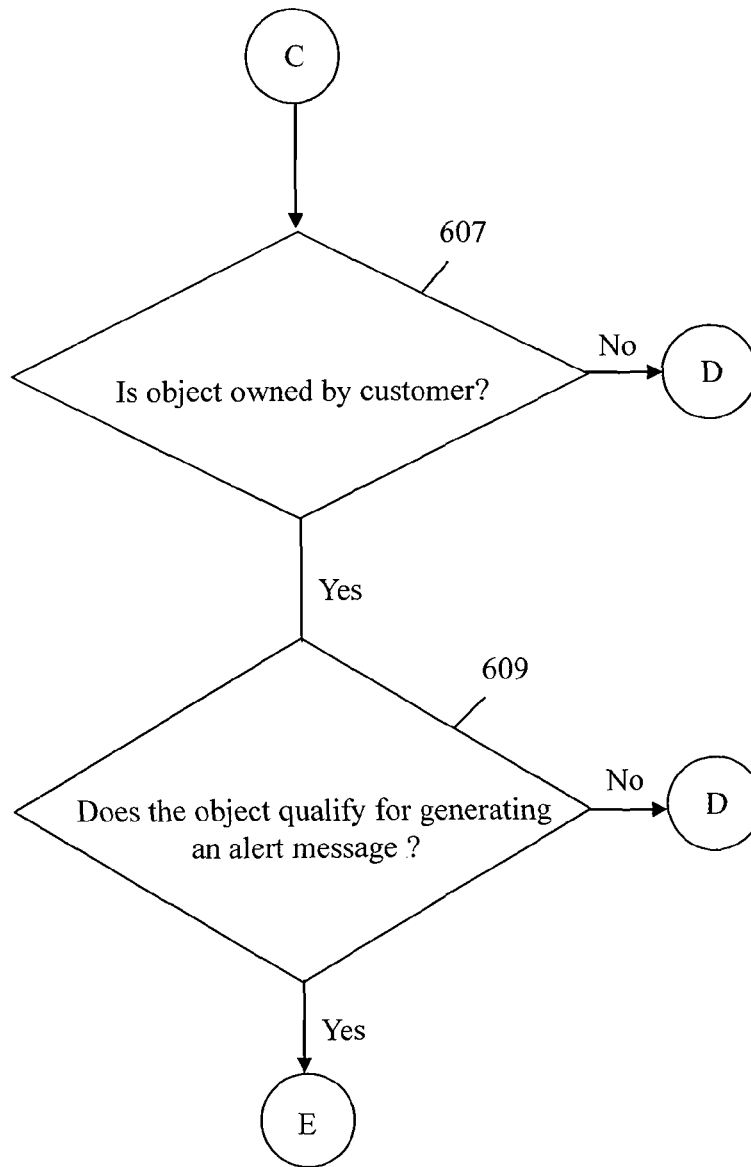 C
607
Is object owned by customer?
No
D
Yes
609
Does the object qualify for generating
an alert message ?
No
D
Yes
E